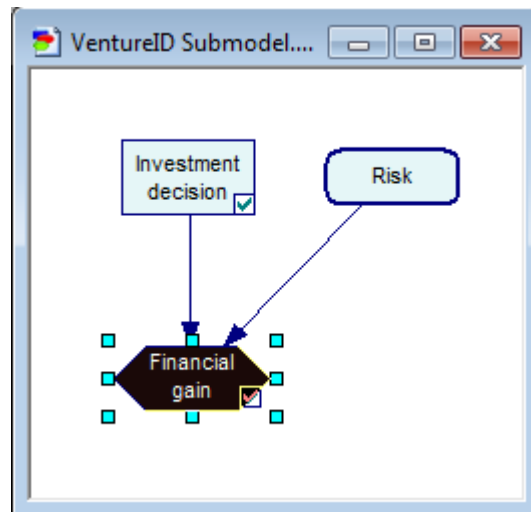 VentureID Submodel....
Investment
decision
Risk
Financial
gain